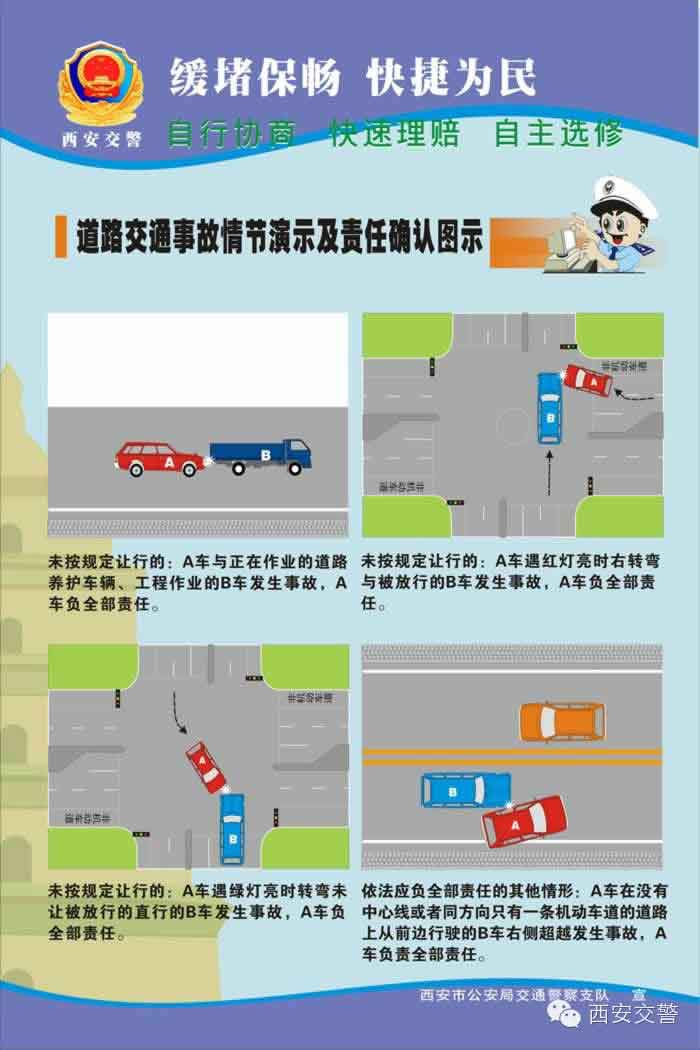 缓堵保畅 快捷为民
西安交警
自行协商 快速理赔 自主选修
道路交通事故情节演示及责任确认图示
A
B
A
B
非机动车道
非机动车道
未按规定让行的：A车与正在作业的道路
养护车辆、工程作业的B车发生事故，A
车负全部责任。
未按规定让行的：A车遇红灯亮时右转弯
与被放行的B车发生事故，A车负全部责
任。
非机动车道
非机动车道
A
B
B
A
未按规定让行的：A车遇绿灯亮时转弯未
让被放行的直行的B车发生事故，A车负
全部责任。
依法应负全部责任的其他情形：A车在没有
中心线或者同方向只有一条机动车道的道路
上从前边行驶的B车右侧超越发生事故，A
车负责全部责任。
西安市公安局交通警察支队 宣
西安交警